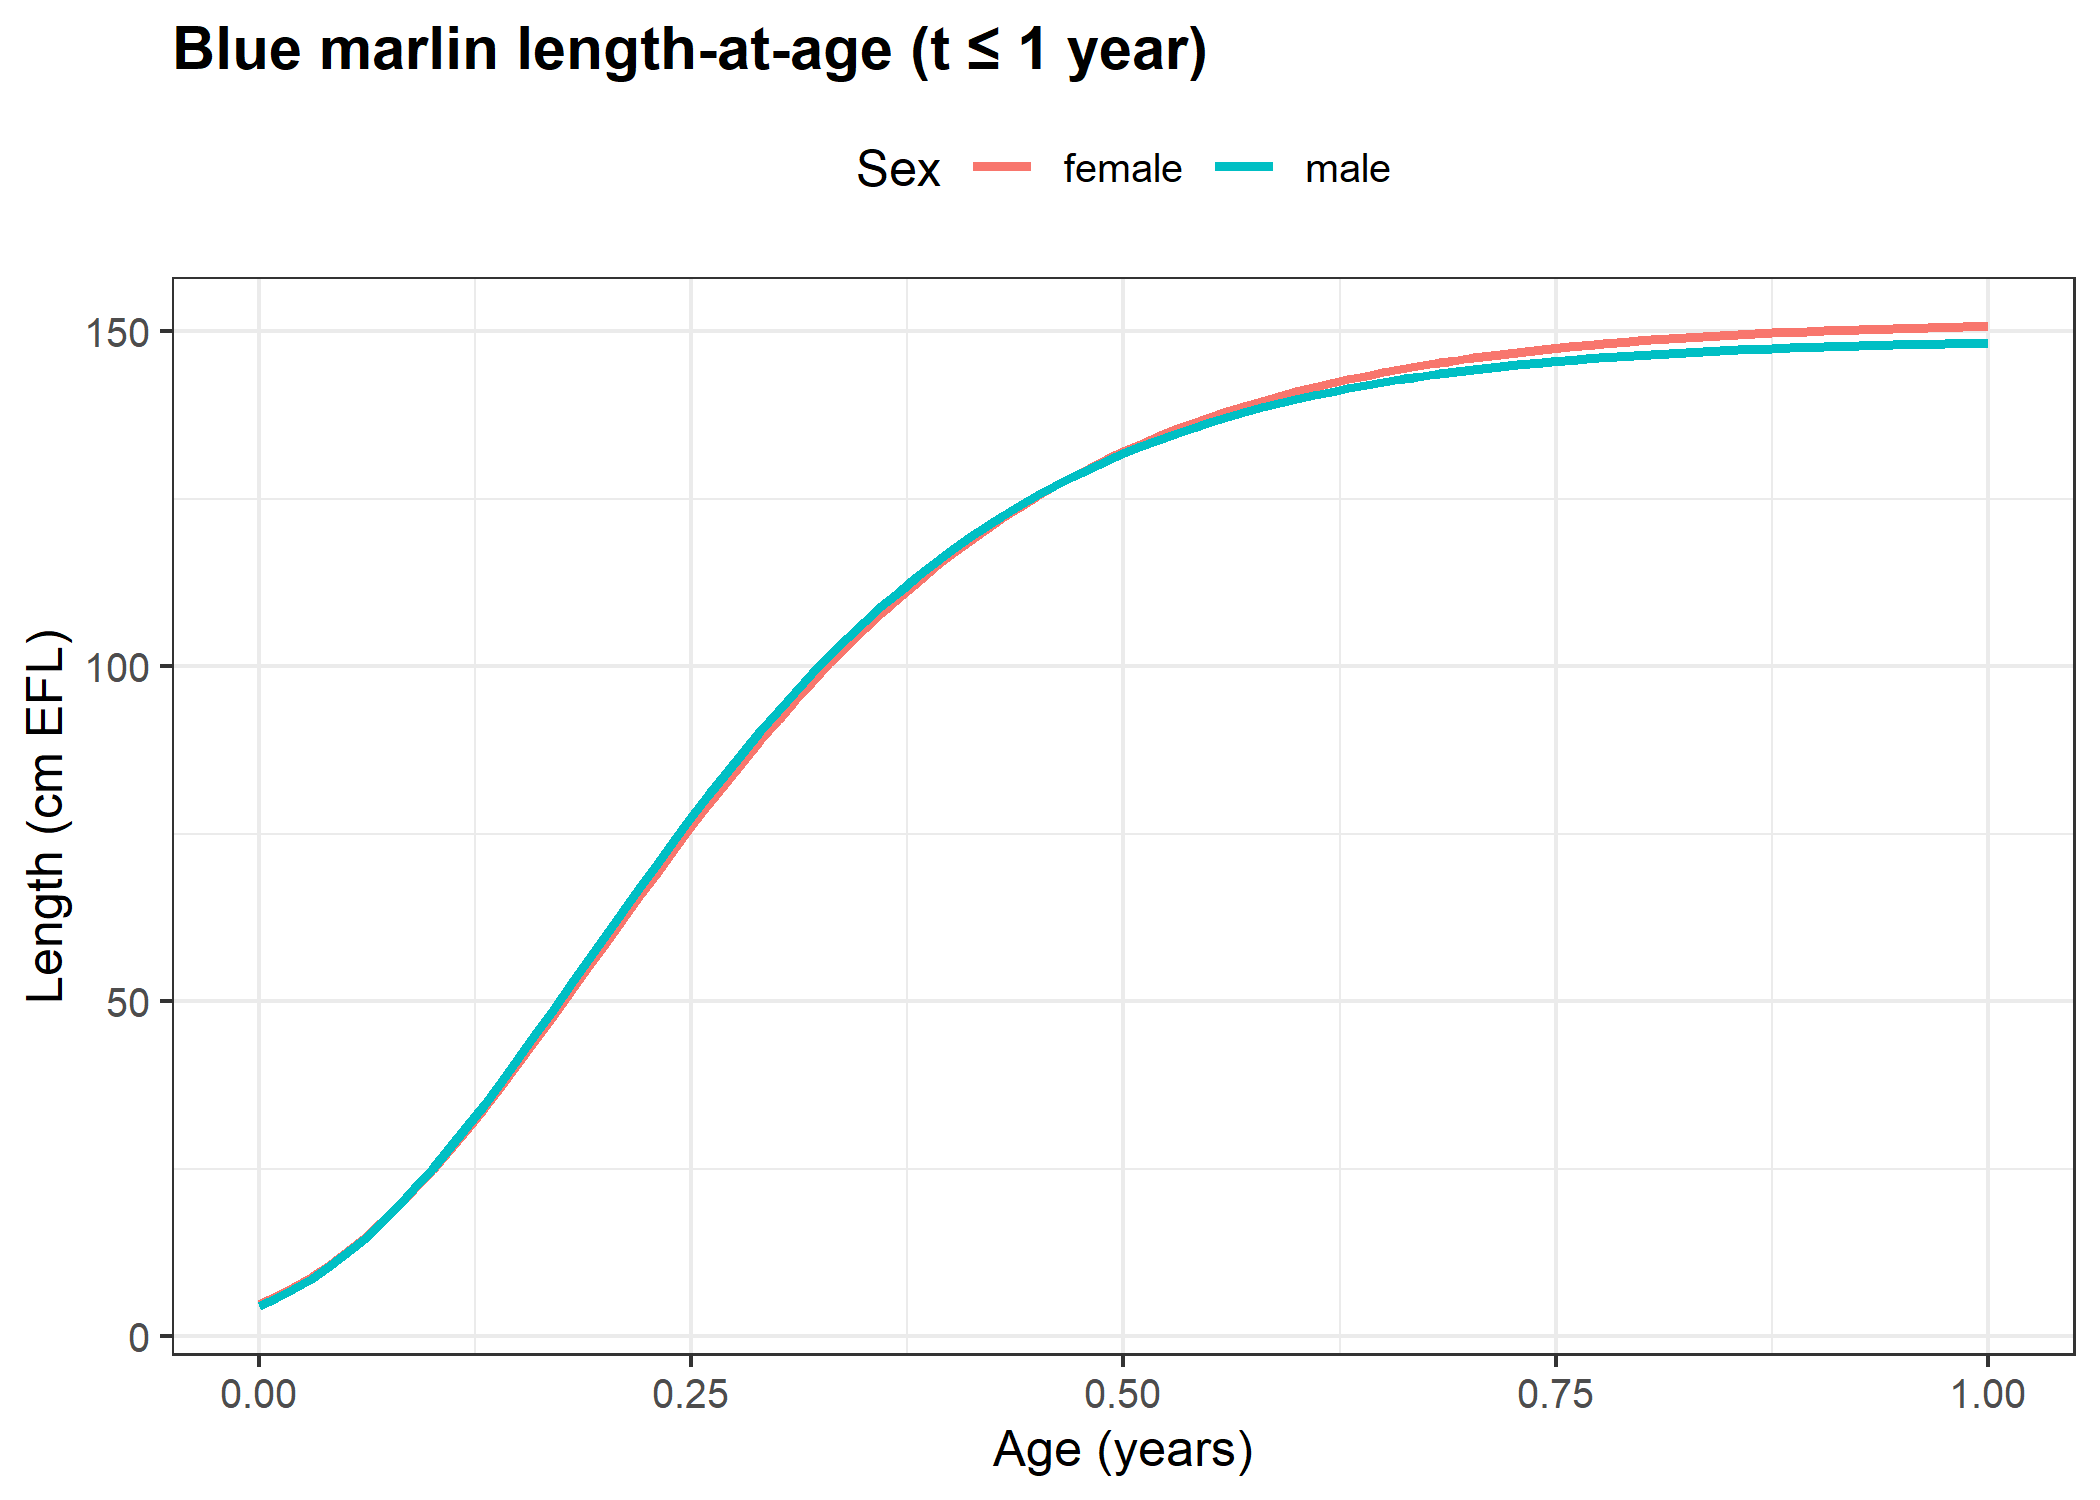 Blue marlin length-at-age (t ≤ 1 year)
Sex female male
Length (cm EFL)
150
100
50
0
0.00 0.25 0.50 0.75 1.00
Age (years)